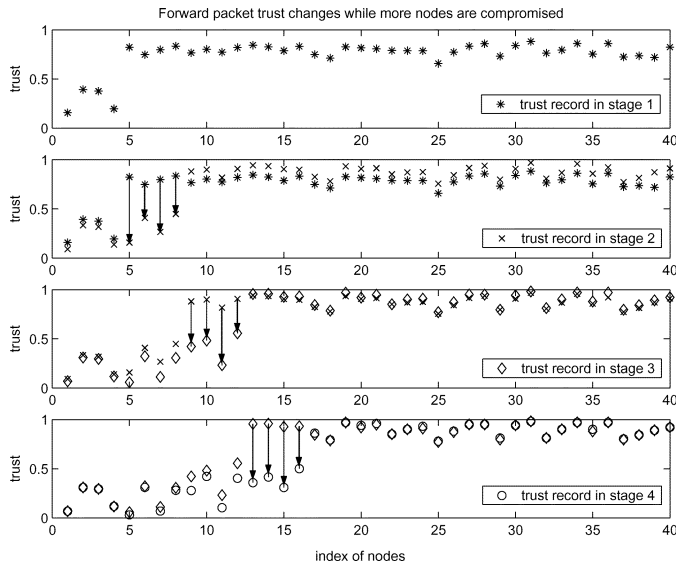 Forward packet trust changes while more nodes are compromised
1
0.5
0
trust
0 5 10 15 20 25 30 35 40
trust record in stage 1
1
0.5
0
trust
0 5 10 15 20 25 30 35 40
trust record in stage 2
1
0.5
0
trust
0 5 10 15 20 25 30 35 40
trust record in stage 3
1
0.5
0
trust
0 5 10 15 20 25 30 35 40
trust record in stage 4
index of nodes